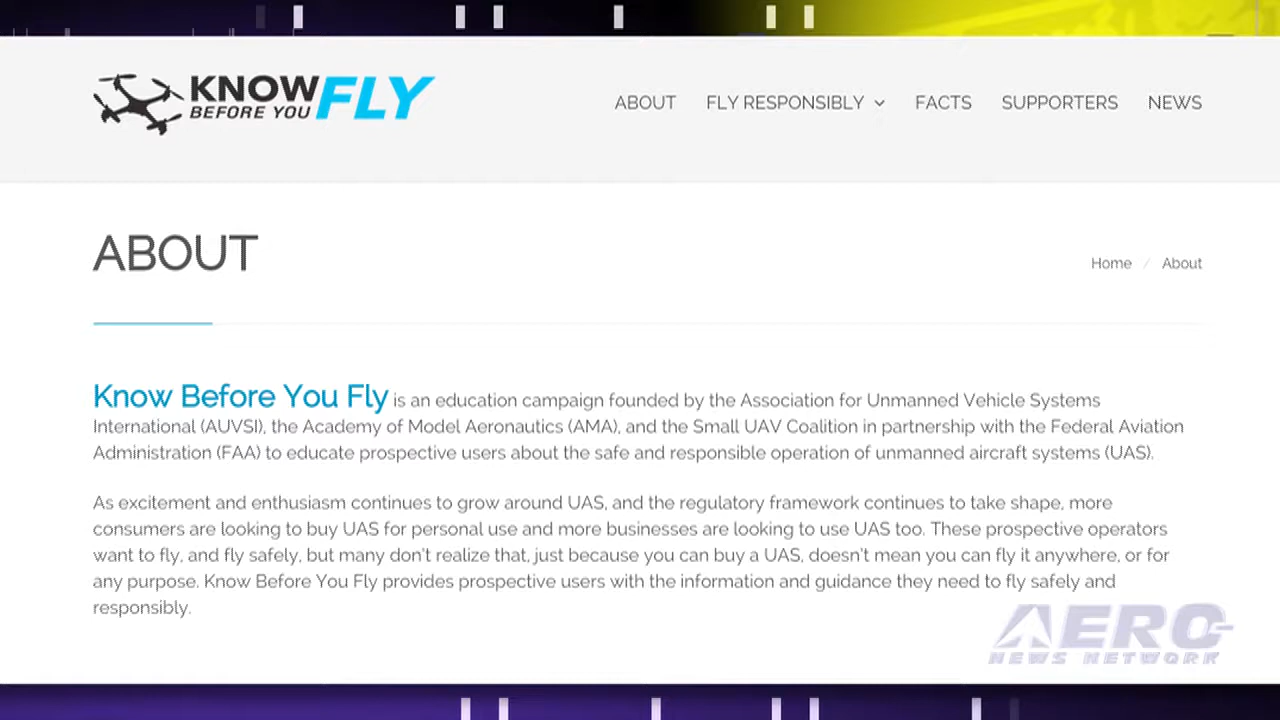 KNOW BEFORE YOU FLY
ABOUT FLY RESPONSIBLY FACTS SUPPORTERS NEWS
ABOUT
Home / About
Know Before You Fly is an education campaign founded by the Association for Unmanned Vehicle Systems
International (AUVSI), the Academy of Model Aeronautics (AMA), and the Small UAV Coalition in partnership with the Federal Aviation
Administration (FAA) to educate prospective users about the safe and responsible operation of unmanned aircraft systems (UAS).
As excitement and enthusiasm continues to grow around UAS, and the regulatory framework continues to take shape, more
consumers are looking to buy UAS for personal use and more businesses are looking to use UAS too. These prospective operators
want to fly, and fly safely, but many don't realize that, just because you can buy a UAS, doesn't mean you can fly it anywhere, or for
any purpose. Know Before You Fly provides prospective users with the information and guidance they need to fly safely and
responsibly.
AERO
NEWS NETWORK